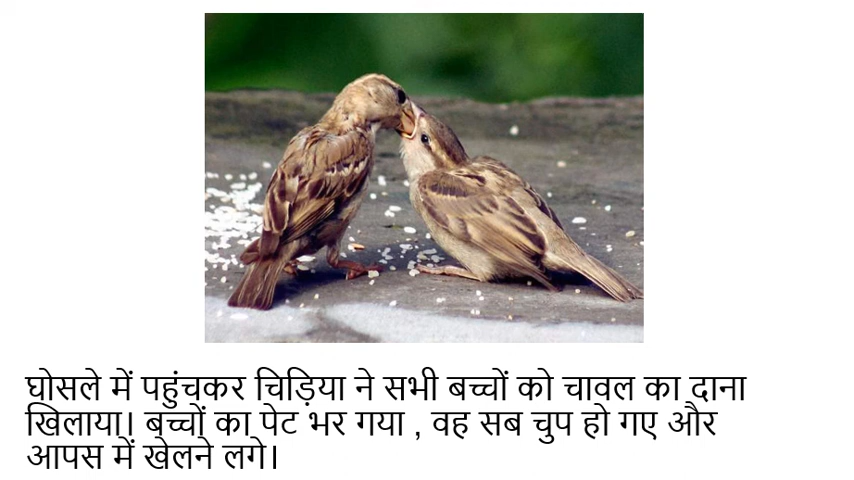 घोसले में पहुंचकर चिड़िया ने सभी बच्चों को चावल का दाना
खिलाया। बच्चों का पेट भर गया , वह सब चुप हो गए और
आपस में खेलने लगे।